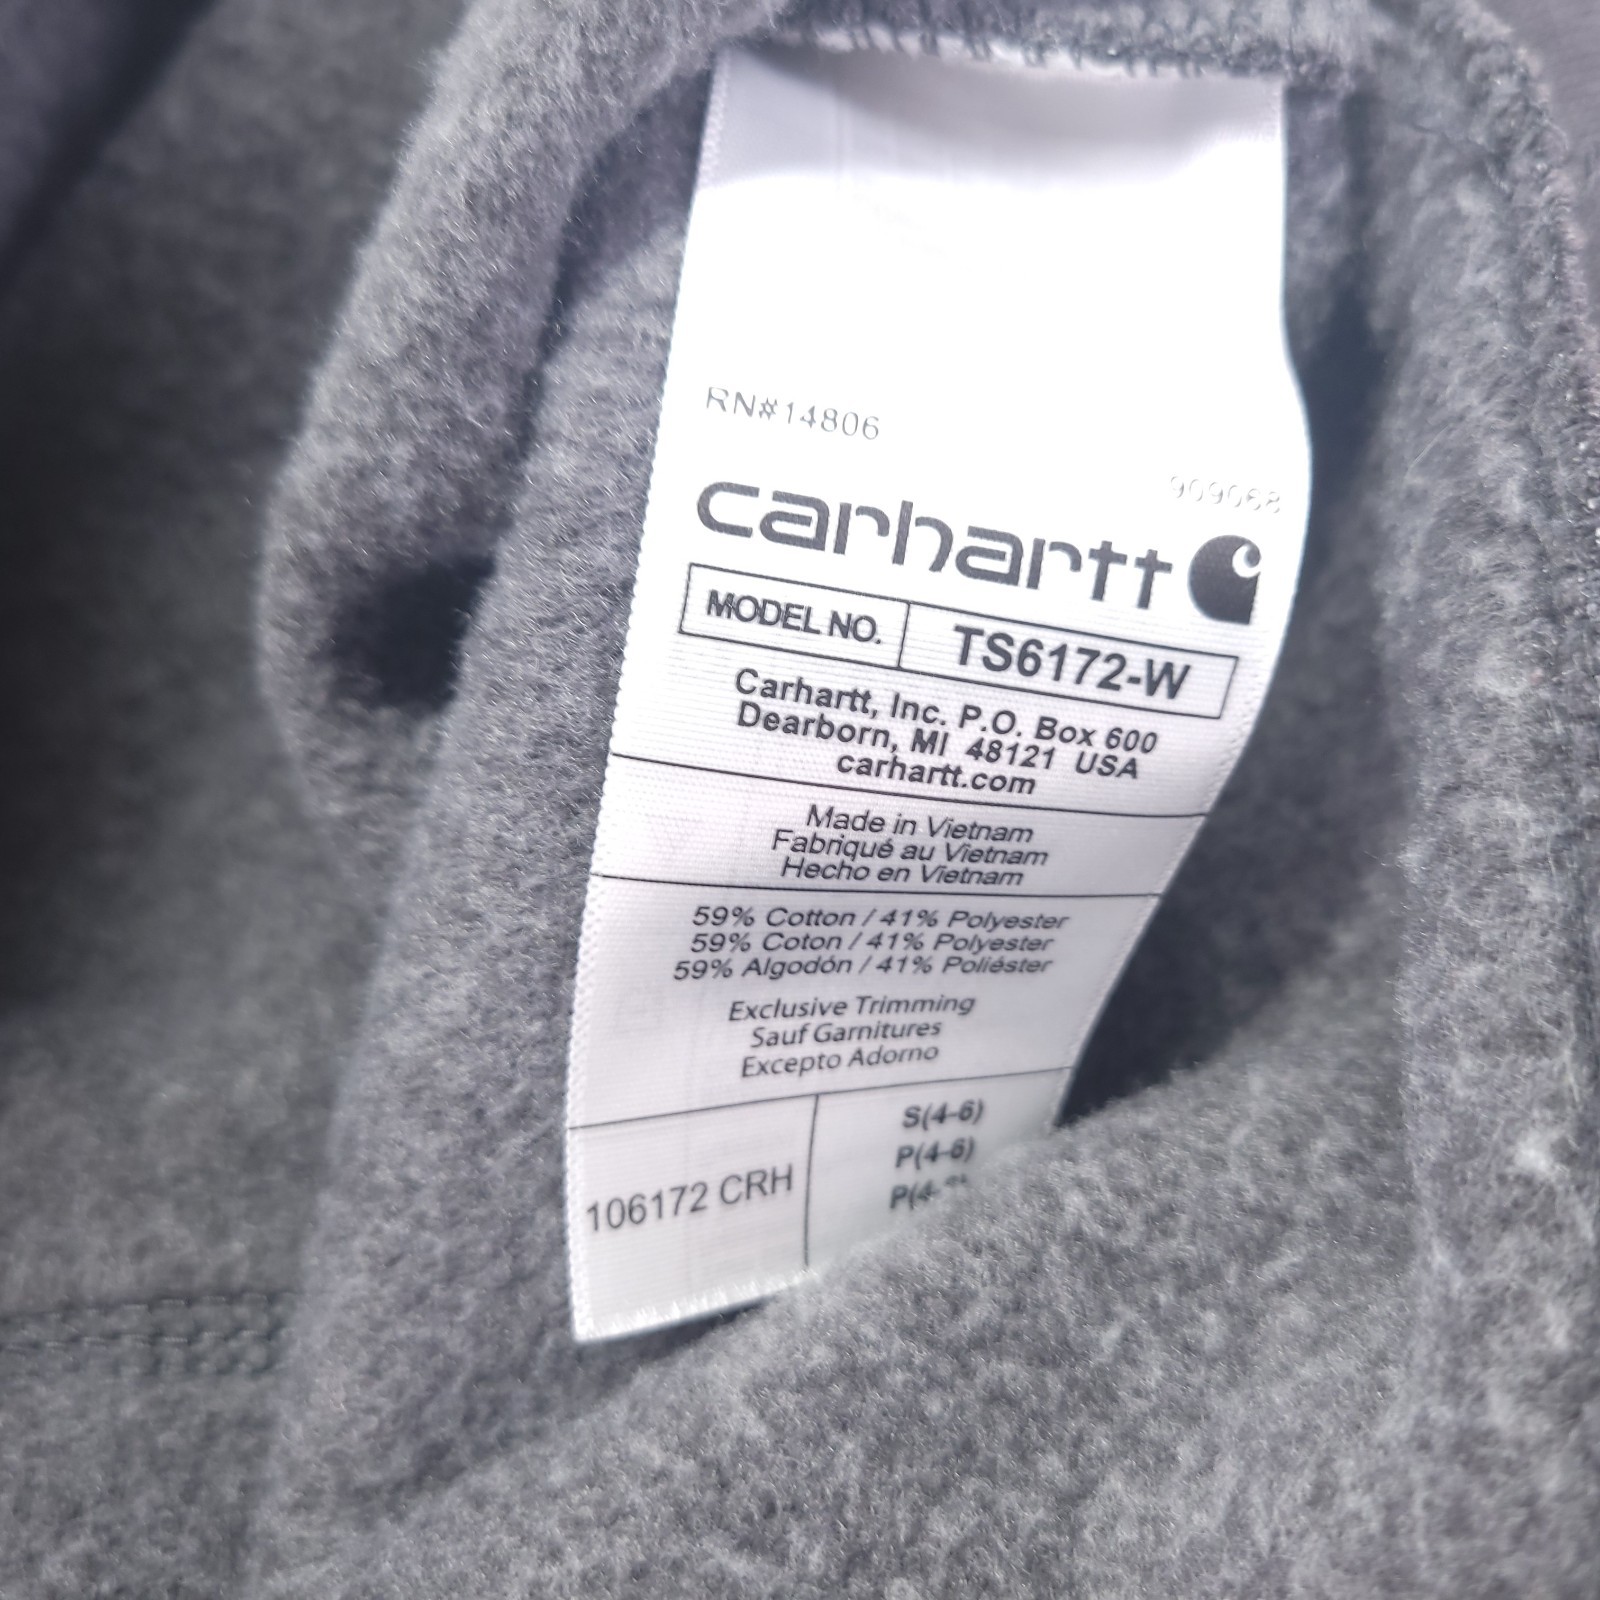 RN#14806
909068
carhartt
MODEL NO. TS6172-W
Carhartt, Inc. P.O. Box 600
Dearborn, MI 48121 USA
carhartt.com
Made in Vietnam
Fabriqué au Vietnam
Hecho en Vietnam
59% Cotton / 41% Polyester
59% Coton / 41% Polyester
59% Algodón / 41% Poliéster
Exclusive Trimming
Sauf Garnitures
Excepto Adorno
106172 CRH
S(4-6)
P(4-6)